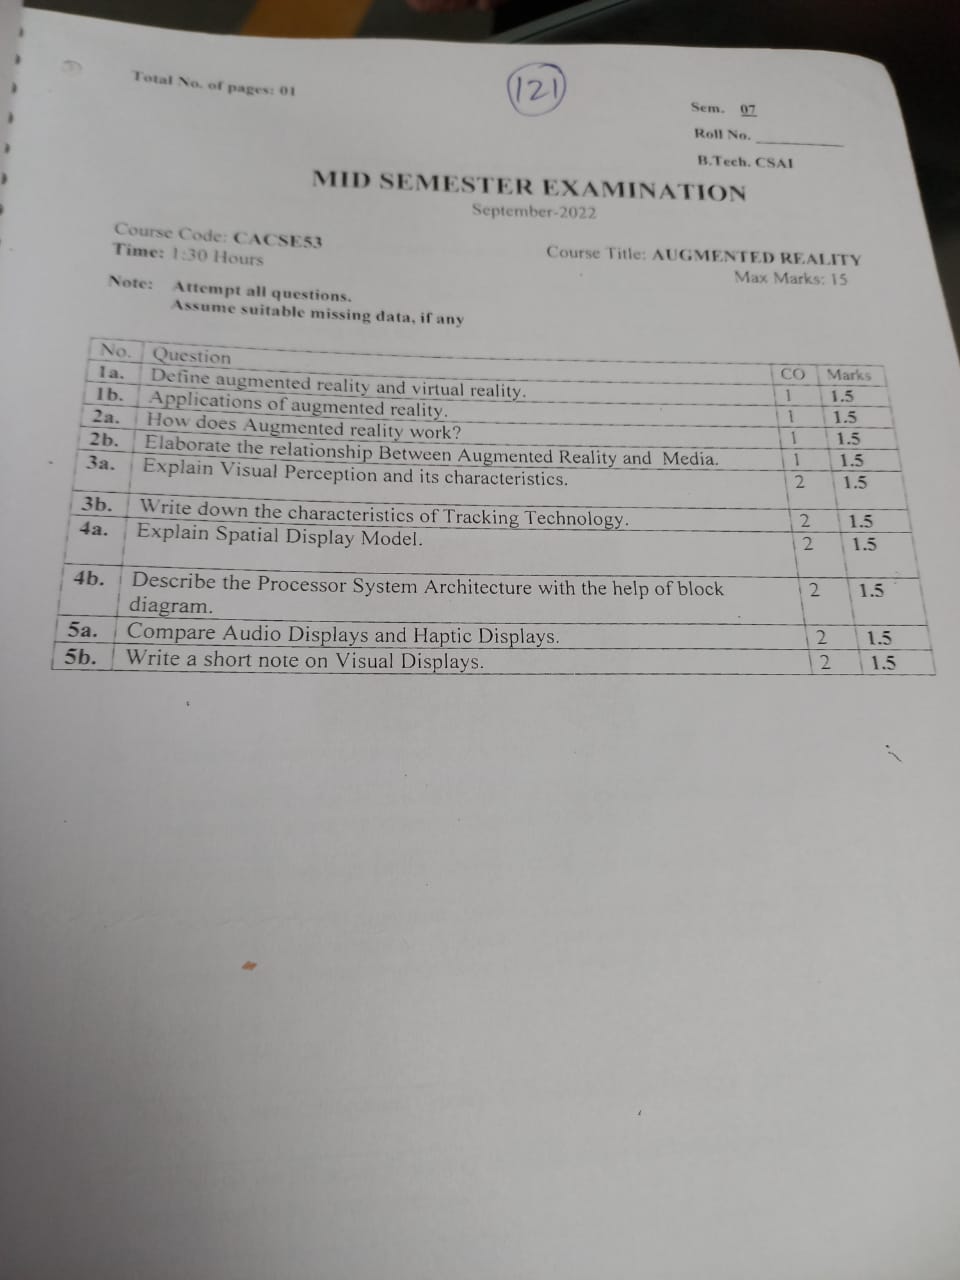 Total No. of pages: 01
121
Sem. 07
Roll No.
B.Tech. CSAI
MID SEMESTER EXAMINATION
September-2022
Course Code: CACSE53
Course Title: AUGMENTED REALITY
Time: 1:30 Hours
Max Marks: 15
Note: Attempt all questions.
Assume suitable missing data, if any
No. Question CO Marks
1a. Define augmented reality and virtual reality. 1 1.5
1b. Applications of augmented reality. 1 1.5
2a. How does Augmented reality work? 1 1.5
2b. Elaborate the relationship Between Augmented Reality and Media. 1 1.5
3a. Explain Visual Perception and its characteristics. 2 1.5
3b. Write down the characteristics of Tracking Technology. 2 1.5
4a. Explain Spatial Display Model. 2 1.5
4b. Describe the Processor System Architecture with the help of block 2 1.5
diagram.
5a. Compare Audio Displays and Haptic Displays. 2 1.5
5b. Write a short note on Visual Displays. 2 1.5